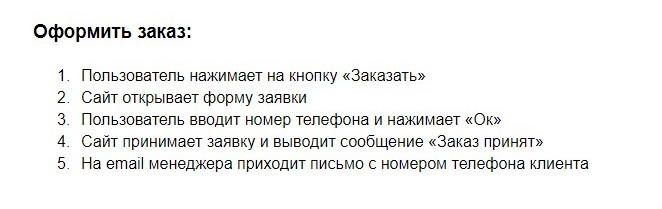 Оформить заказ:
1. Пользователь нажимает на кнопку «Заказать»
2. Сайт открывает форму заявки
3. Пользователь вводит номер телефона и нажимает «Ок»
4. Сайт принимает заявку и выводит сообщение «Заказ принят»
5. На email менеджера приходит письмо с номером телефона клиента